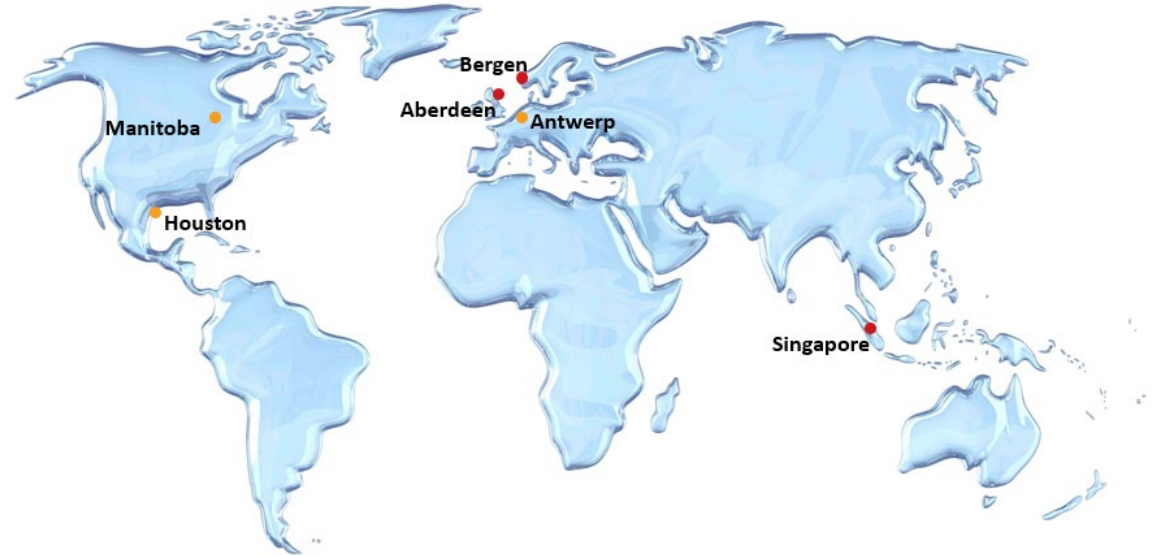 Bergen
Aberdeen
Antwerp
Manitoba
Houston
Singapore